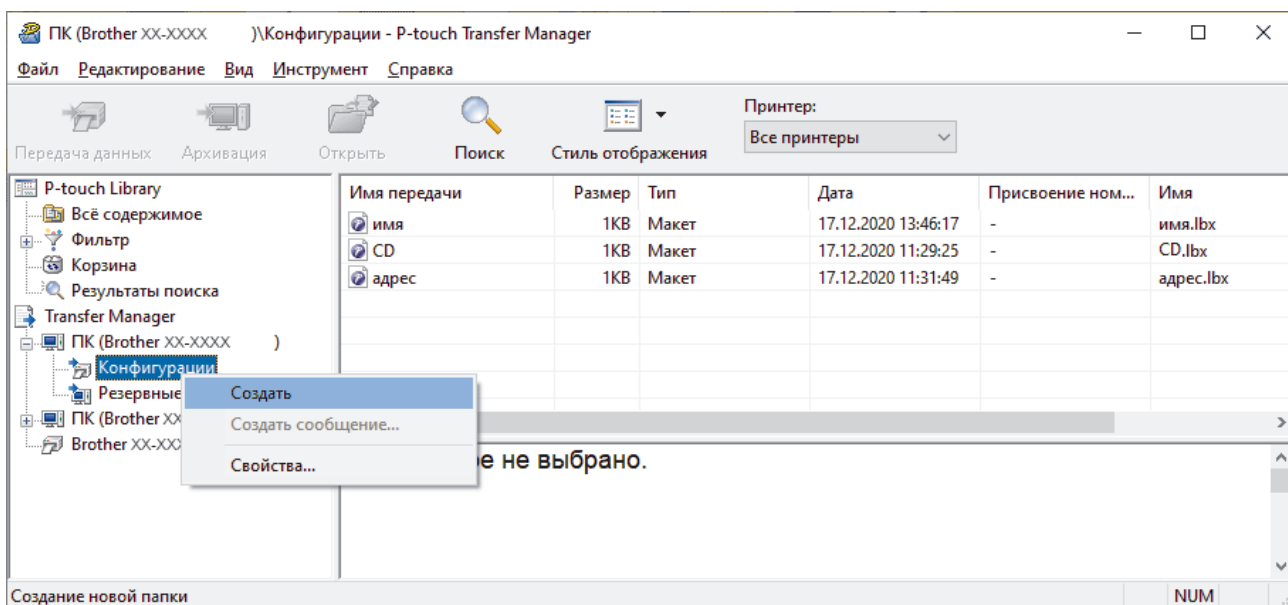 ПК (Brother XX-XXXX )\Конфигурации - P-touch Transfer Manager
Файл Редактирование Вид Инструмент Справка
Передача данных Архивация Открыть Поиск Стиль отображения
Принтер:
Все принтеры
P-touch Library
Всё содержимое
Фильтр
Корзина
Результаты поиска
Transfer Manager
ПК (Brother XX-XXXX )
Конфигурации
Резервные
ПК (Brother XX
Brother XX-XXX
Создать
Создать сообщение...
Свойства...
Имя передачи Размер Тип Дата Присвоение ном... Имя
имя 1KB Макет 17.12.2020 13:46:17 - имя.lbx
CD 1KB Макет 17.12.2020 11:29:25 - CD.lbx
адрес 1KB Макет 17.12.2020 11:31:49 - адрес.lbx
не выбрано.
Создание новой папки NUM